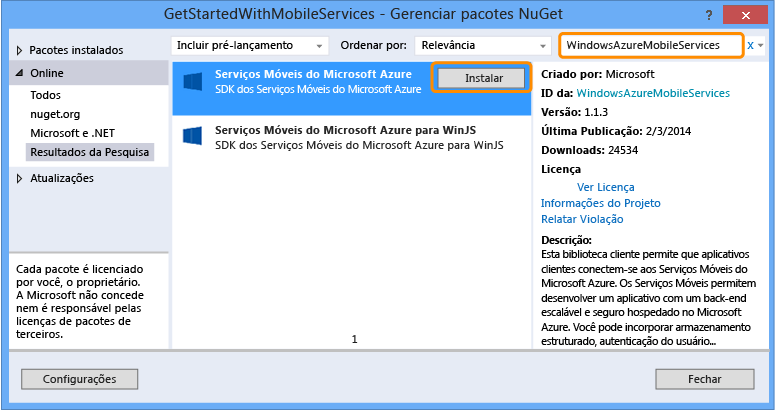 GetStartedWithMobileServices - Gerenciar pacotes NuGet
?
Pacotes instalados
Online
Todos
nuget.org
Microsoft e .NET
Resultados da Pesquisa
Atualizações
Cada pacote é licenciado
por você, o proprietário.
A Microsoft não concede
nem é responsável pelas
licenças de pacotes de
terceiros.
Incluir pré-lançamento
Ordenar por:
Relevância
WindowsAzureMobileServices
x
Serviços Móveis do Microsoft Azure
SDK dos Serviços Móveis do Microsoft Azure
Instalar
Serviços Móveis do Microsoft Azure para WinJS
SDK dos Serviços Móveis do Microsoft Azure para WinJS
1
Criado por: Microsoft
ID da: WindowsAzureMobileServices
Versão: 1.1.3
Última Publicação: 2/3/2014
Downloads: 24534
Licença
Ver Licença
Informações do Projeto
Relatar Violação
Descrição:
Esta biblioteca cliente permite que aplicativos
clientes conectem-se aos Serviços Móveis do
Microsoft Azure. Os Serviços Móveis permitem
desenvolver um aplicativo com um back-end
escalável e seguro hospedado no Microsoft
Azure. Você pode incorporar armazenamento
estruturado, autenticação do usuário...
Configurações
Fechar